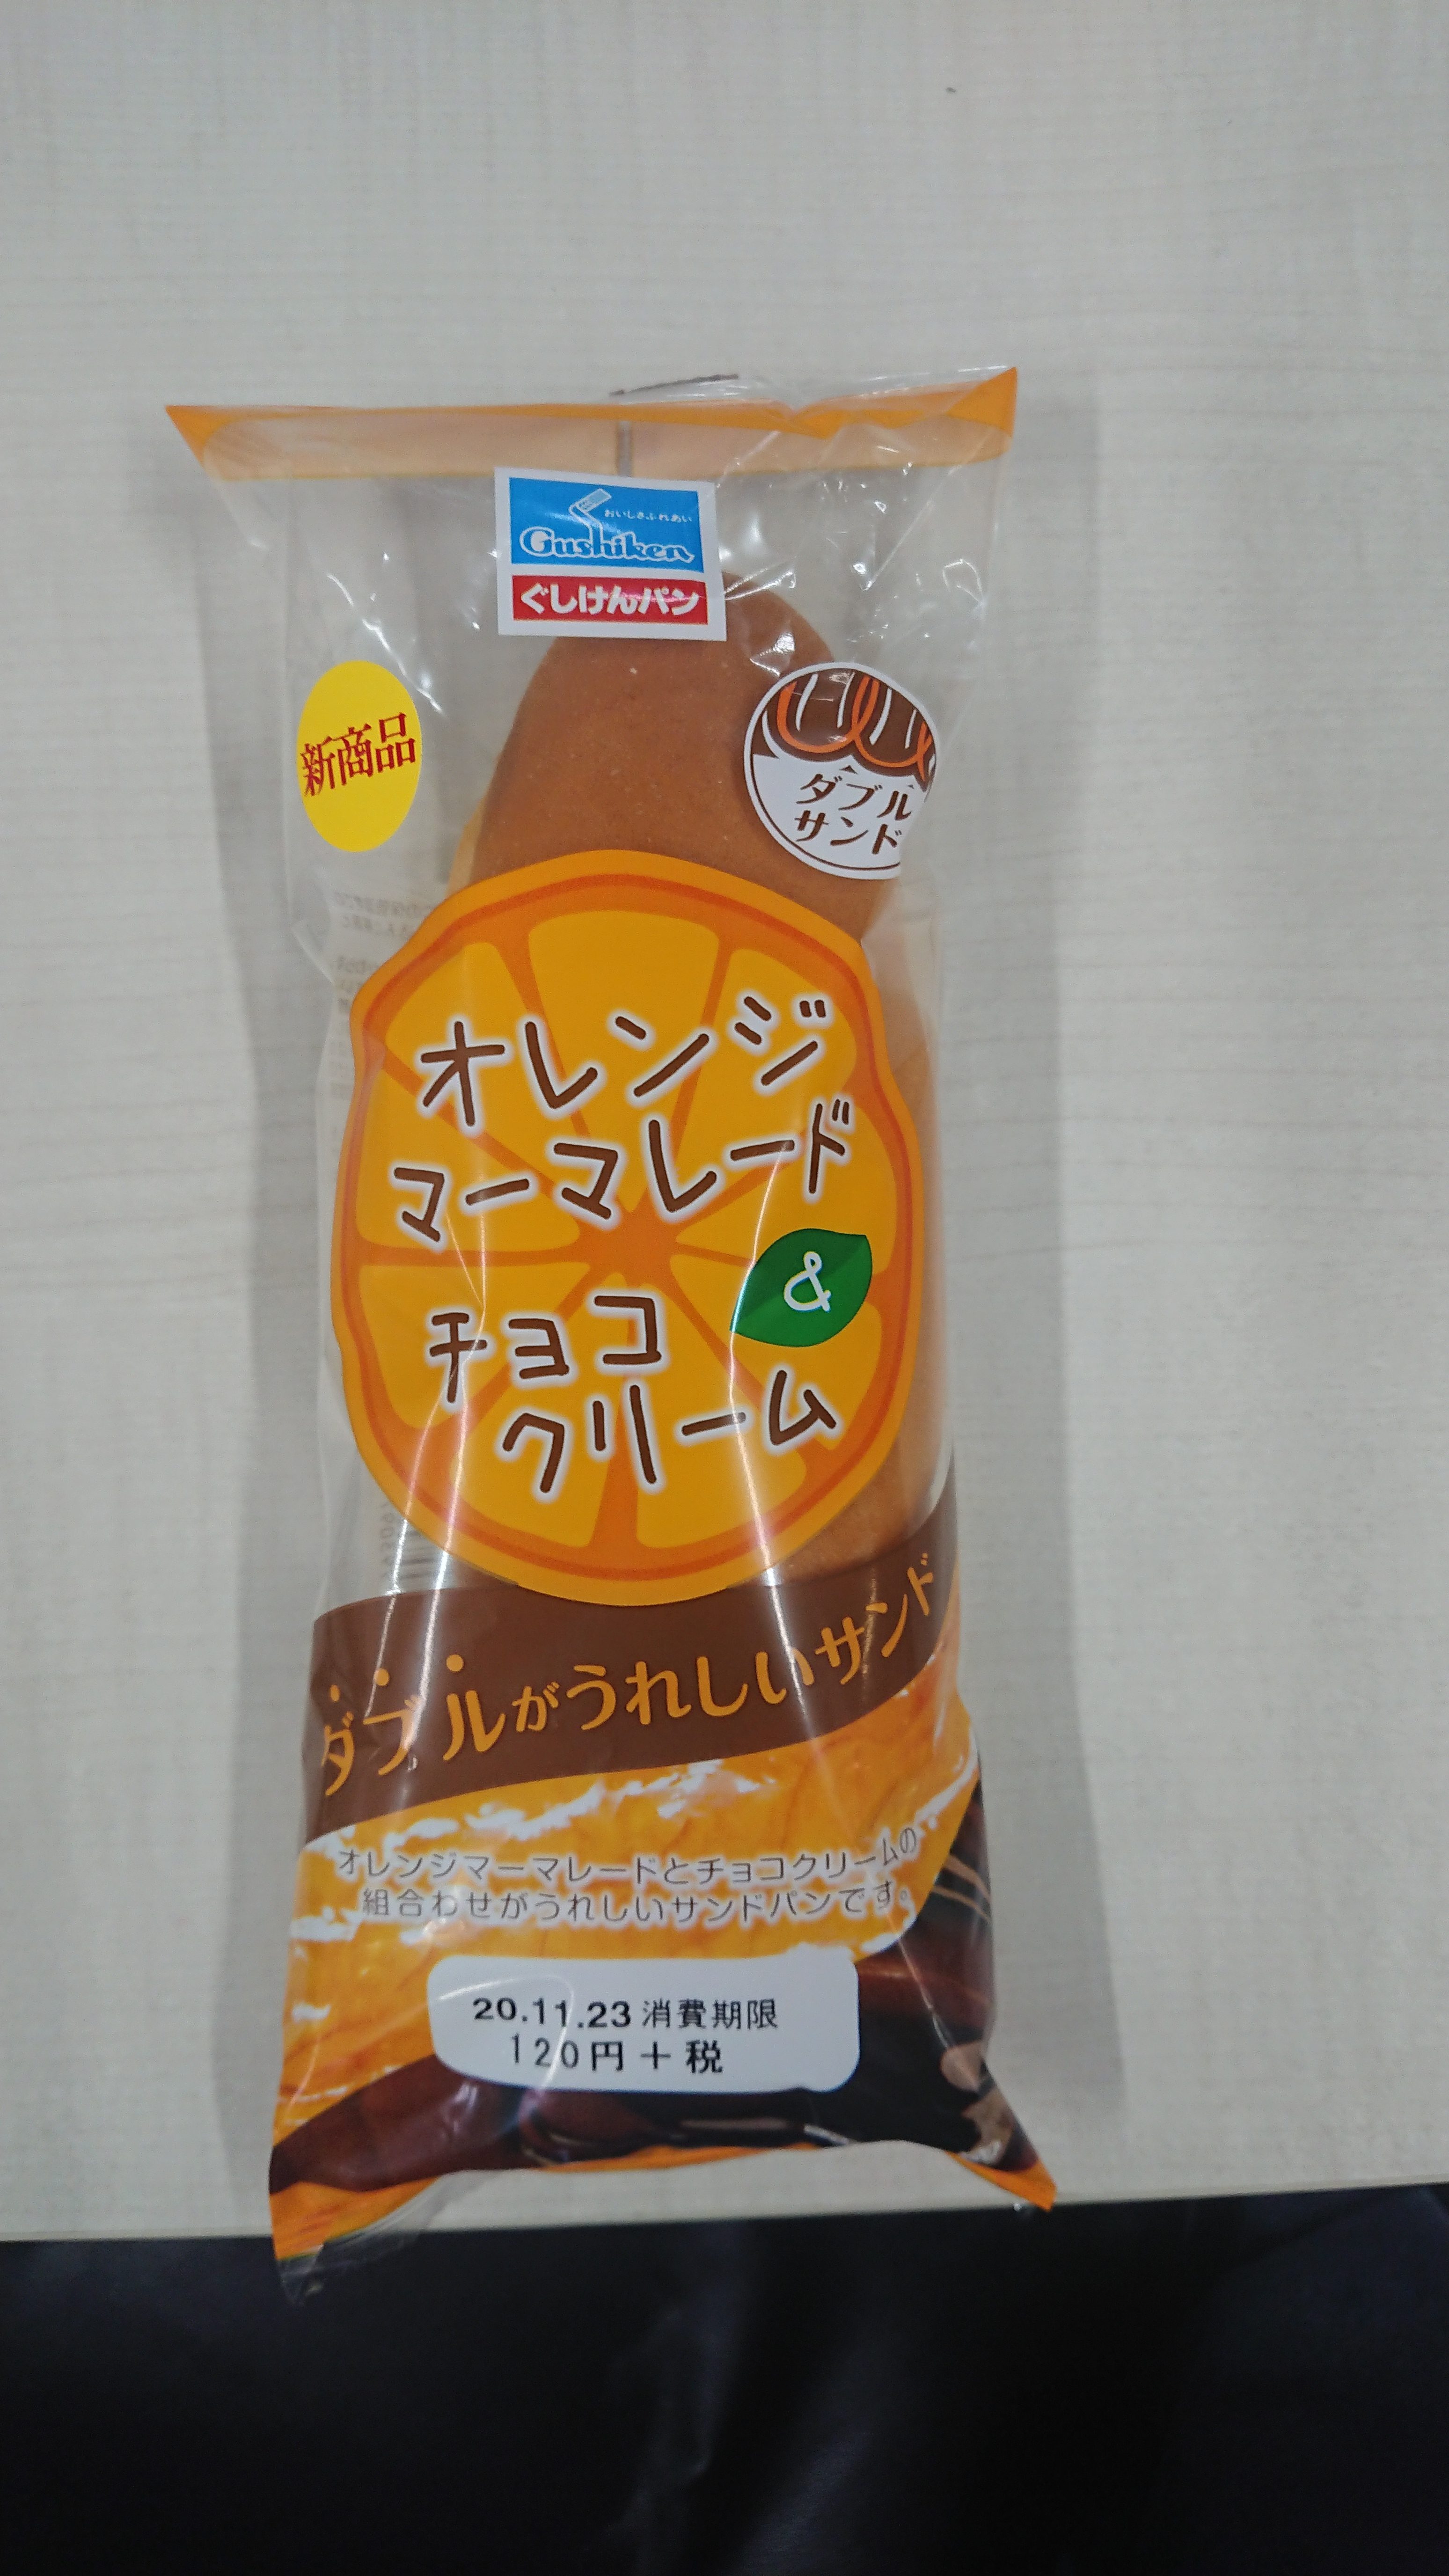 おいしさふれあい
Gushiken
ぐしけんパン
新商品
ダブル
サンド
オレンジ
マーマレード
&
チョコ
クリーム
ダブルがうれしいサンド
オレンジマーマレードとチョコクリームの
組合わせがうれしいサンドパンです。
20.11.23 消費期限
120円+税